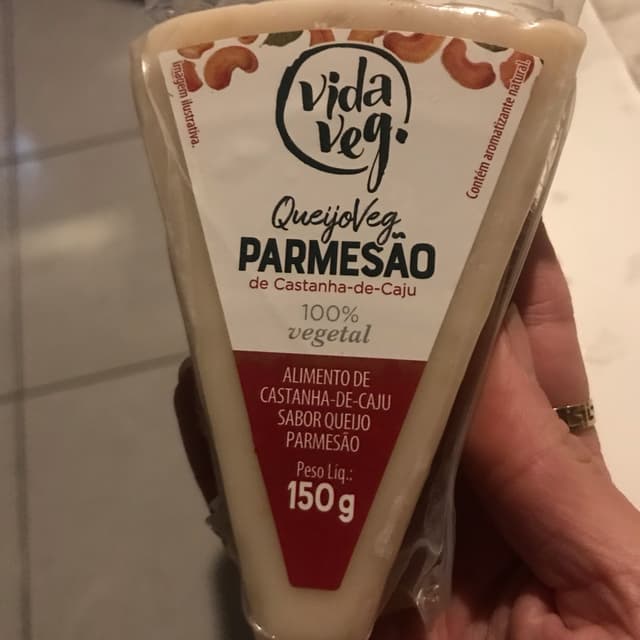 imagem ilustrativa.
vida
veg.
Contém aromatizante natural.
QueijoVeg
PARMESÃO
de Castanha-de-Caju
100%
vegetal
ALIMENTO DE
CASTANHA-DE-CAJU
SABOR QUEIJO
PARMESÃO
Peso Liq.:
150g